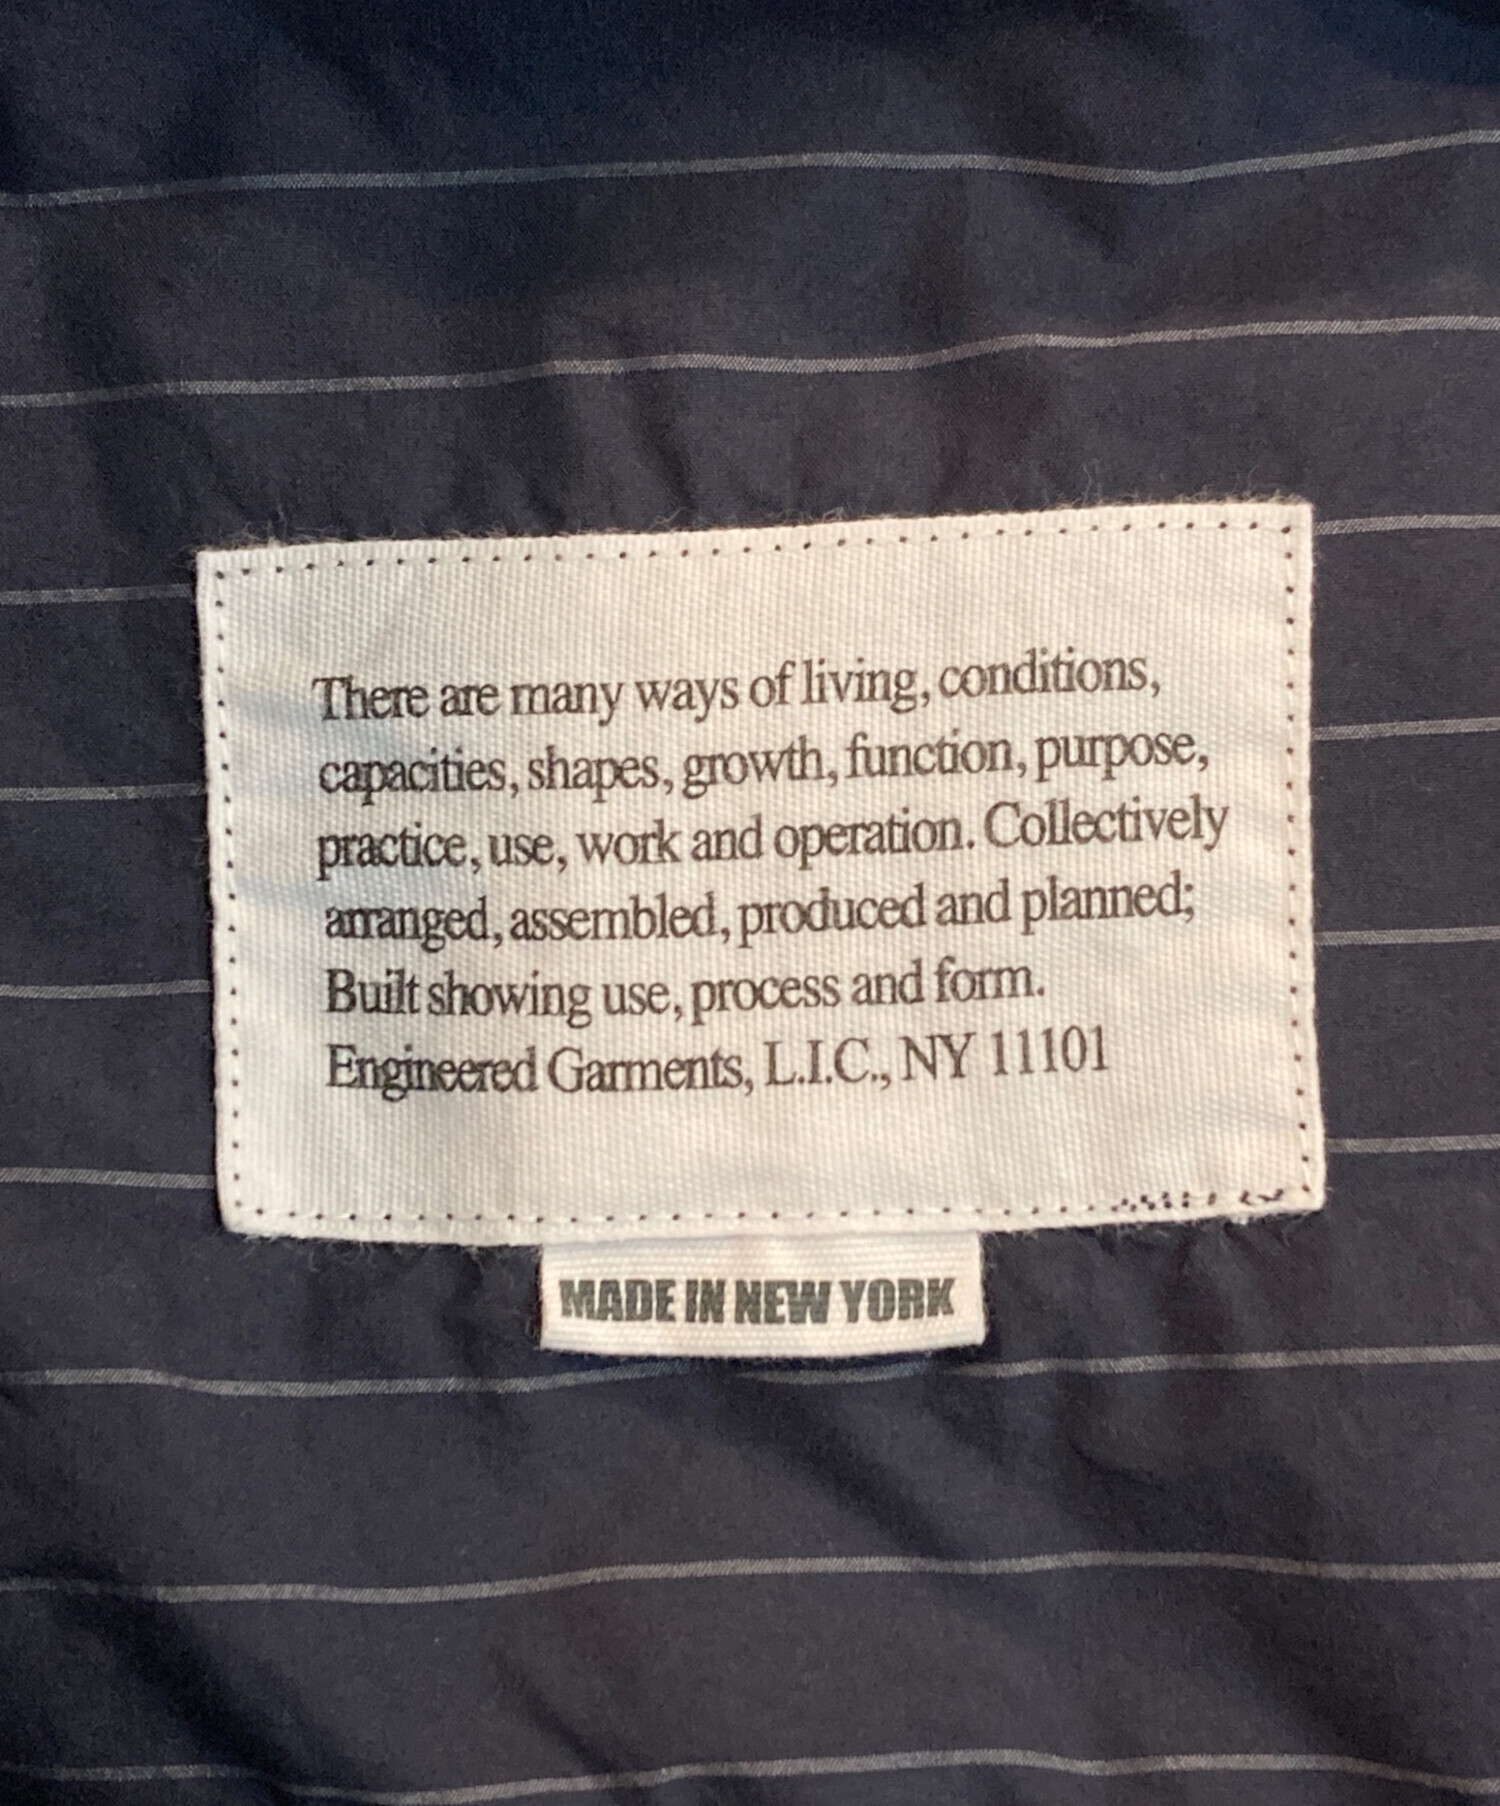 There are many ways of living, conditions,
capacities, shapes, growth, function, purpose,
practice, use, work and operation. Collectively
arranged, assembled, produced and planned;
Built showing use, process and form.
Engineered Garments, L.I.C., NY 11101
MADE IN NEW YORK